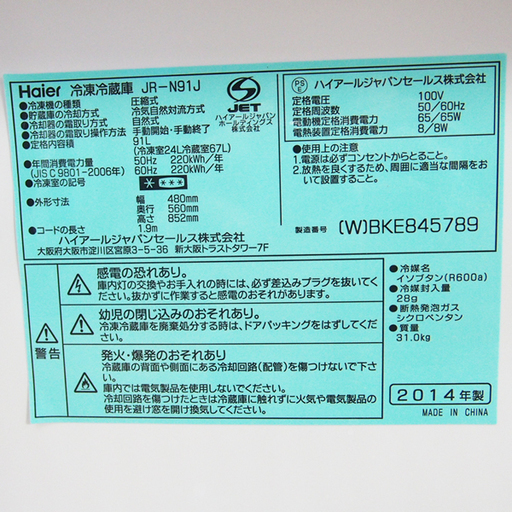 Haier 冷凍冷蔵庫 JR-N91J
●冷凍機の種類 圧縮式
●貯蔵庫の冷却方式 冷気自然対流方式
●冷却器の霜取り方式 自然式
●冷却器の霜取り操作方法 手動開始・手動終了
●定格内容積 91L
(冷凍室24L冷蔵室67L)
●年間消費電力量 50Hz 220kWh/年
(JIS C 9801-2006年) 60Hz 220kWh/年
●冷凍室の記号
●外形寸法 幅 480mm
奥行 560mm
高さ 852mm
●コードの長さ 1.9m
ハイアールジャパンセールス株式会社
大阪府大阪市淀川区宮原3-5-36 新大阪トラストタワー7F
S JET
ハイアールジャパン
ホールディングス
株式会社
PS E ハイアールジャパンセールス株式会社
定格電圧 100V
定格周波数 50/60Hz
電動機定格消費電力 65/65W
電熱装置定格消費電力 8/8W
●使用上の注意
1.電源は必ずコンセントからとること。
2.放熱を良くするため、周囲に適当な間隔をおいて設置すること。
製造番号 (W)BKE845789
警告
感電の恐れあり。
庫内灯の交換やお手入れの時には、必ず差込みプラグを抜いてください。抜かずに作業すると感電のおそれあり。
幼児の閉じ込めのおそれあり
冷凍冷蔵庫を廃棄処分する時は、ドアパッキングをはずしてください。
発火・爆発のおそれあり
冷蔵庫の背面や側面にある冷却回路(配管)を傷つけないで下さい。
庫内では電気製品を使用しないでください。
冷却回路を傷つけたときは冷蔵庫に触れずに火気や電気製品の使用を避け窓を開け換気してください。
●冷媒名
イソブタン(R600a)
●冷媒封入量
28g
●断熱発泡ガス
シクロペンタン
●質量
31.0kg
2014年製
MADE IN CHINA